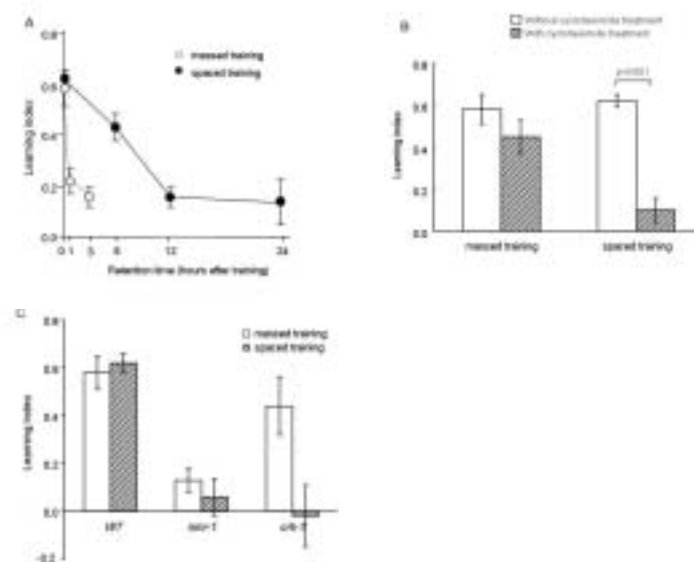 A
0.8
massed training
spaced training
0.6
0.4
0.2
0.0
Learning Index
0 1 3 6 12 24
Retention time (hours after training)
B
Without cycloheximide treatment
With cycloheximide treatment
0.8
0.6
0.4
0.2
0.0
Learning Index
massed training spaced training
C
0.8
massed training
spaced training
0.6
0.4
0.2
0.0
-0.2
Learning Index
WT